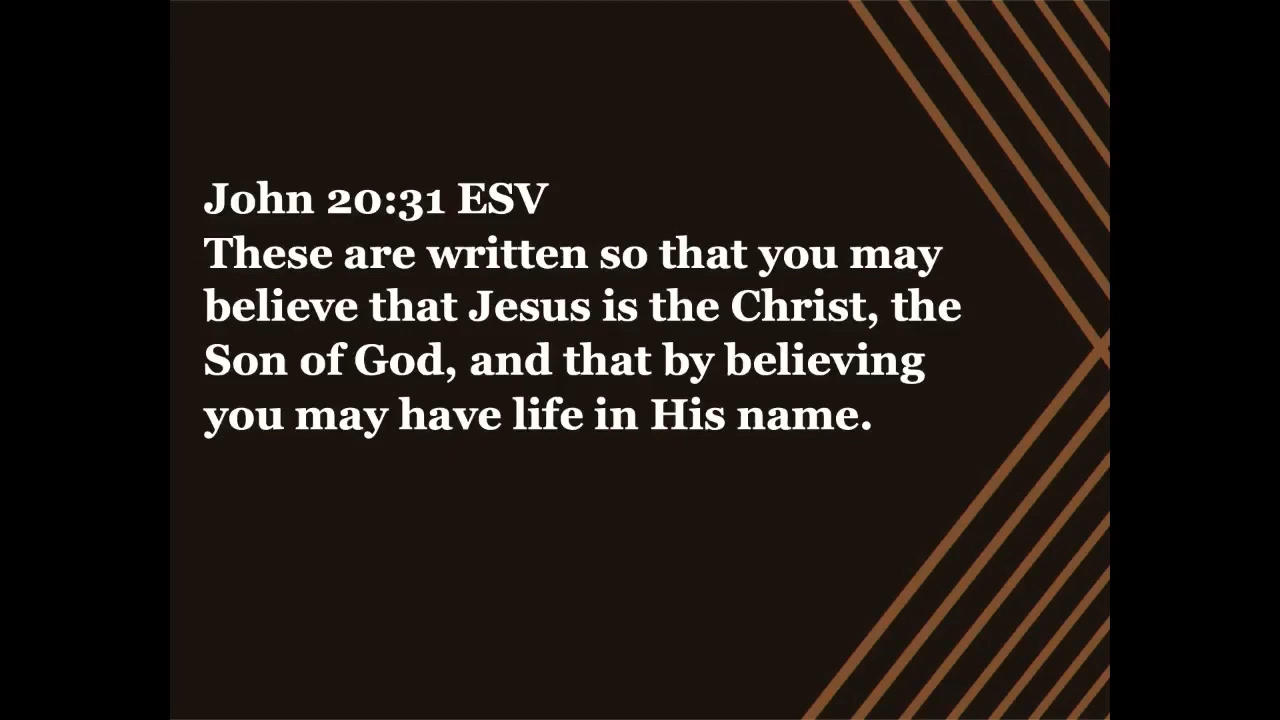 John 20:31 ESV
These are written so that you may
believe that Jesus is the Christ, the
Son of God, and that by believing
you may have life in His name.